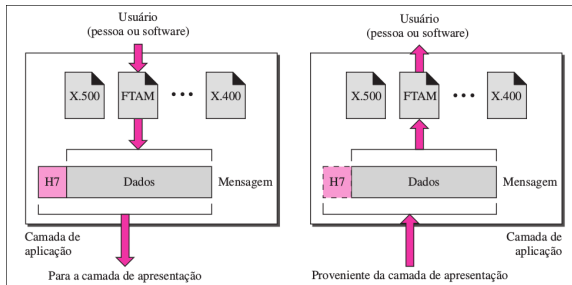 Usuário
(pessoa ou software)
X.500
FTAM
X.400
H7
Dados
Mensagem
Camada de
aplicação
Para a camada de apresentação
Usuário
(pessoa ou software)
X.500
FTAM
X.400
H7
Dados
Mensagem
Camada de
aplicação
Proveniente da camada de apresentação